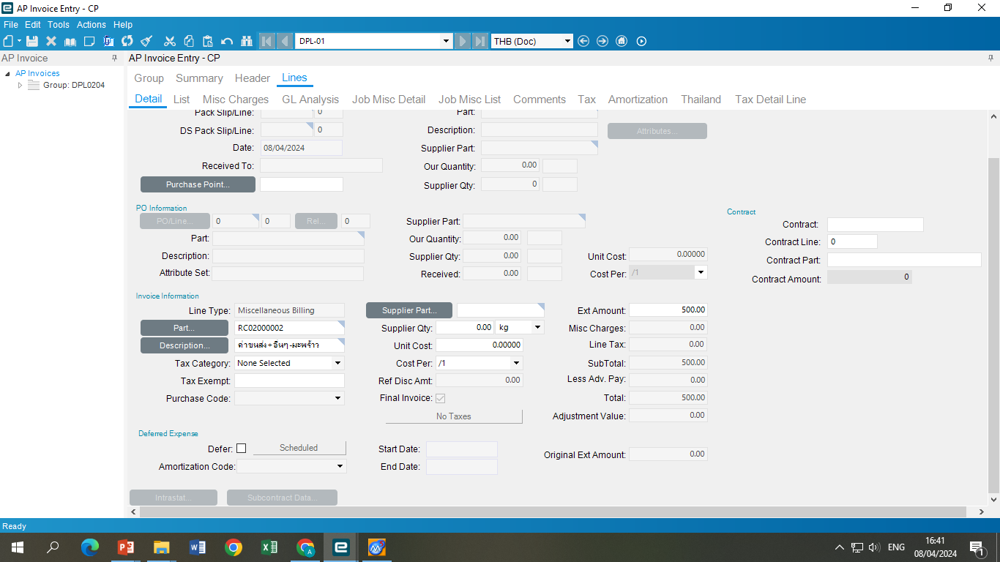 AP Invoice Entry - CP
File Edit Tools Actions Help
DPL-01 THB (Doc)
AP Invoice
AP Invoice Entry - CP
AP Invoices
Group: DPL0204
Group Summary Header Lines
Detail List Misc Charges GL Analysis Job Misc Detail Job Misc List Comments Tax Amortization Thailand Tax Detail Line
Pack Slip/Line: 0 Part:
DS Pack Slip/Line: 0 Description: Attributes...
Date: 08/04/2024 Supplier Part:
Received To: Our Quantity: 0.00
Purchase Point... Supplier Qty: 0
PO Information Contract
PO/Line... 0 0 Rel... 0 Supplier Part: Contract:
Part: Our Quantity: 0.00 Contract Line: 0
Description: Supplier Qty: 0.00 Unit Cost: 0.00000 Contract Part:
Attribute Set: Received: 0.00 Cost Per: /1 Contract Amount: 0
Invoice Information
Line Type: Miscellaneous Billing Supplier Part... Ext Amount: 500.00
Part... RC02000002 Supplier Qty: 0.00 kg Misc Charges: 0.00
Description... ค่าขนส่ง+อื่นๆ-มะพร้าว Unit Cost: 0.00000 Line Tax: 0.00
Tax Category: None Selected Cost Per: /1 SubTotal: 500.00
Tax Exempt: Ref Disc Amt: 0.00 Less Adv. Pay: 0.00
Purchase Code: Final Invoice: Total: 500.00
No Taxes Adjustment Value: 0.00
Deferred Expense
Defer: Scheduled Start Date: Original Ext Amount: 0.00
Amortization Code: End Date:
Intrastat... Subcontract Data...
Ready
ENG 16:41
08/04/2024 1